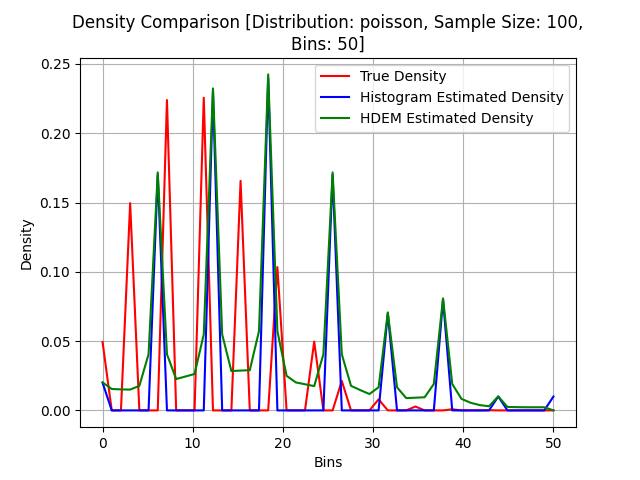 Density Comparison [Distribution: poisson, Sample Size: 100,
Bins: 50]
True Density
Histogram Estimated Density
HDEM Estimated Density
0.25
0.20
0.15
0.10
0.05
0.00
Density
0 10 20 30 40 50
Bins